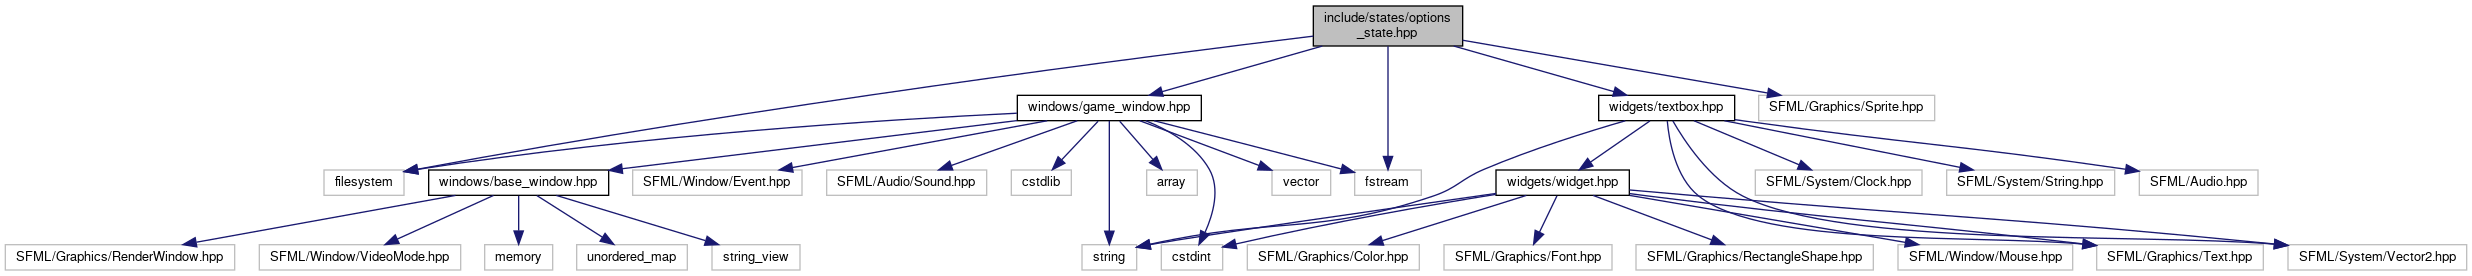 include/states/options
_state.hpp
windows/game_window.hpp
widgets/textbox.hpp
SFML/Graphics/Sprite.hpp
filesystem
windows/base_window.hpp
SFML/Window/Event.hpp
SFML/Audio/Sound.hpp
cstdlib
array
vector
fstream
widgets/widget.hpp
SFML/System/Clock.hpp
SFML/System/String.hpp
SFML/Audio.hpp
SFML/Graphics/RenderWindow.hpp
SFML/Window/VideoMode.hpp
memory
unordered_map
string_view
string
cstdint
SFML/Graphics/Color.hpp
SFML/Graphics/Font.hpp
SFML/Graphics/RectangleShape.hpp
SFML/Window/Mouse.hpp
SFML/Graphics/Text.hpp
SFML/System/Vector2.hpp